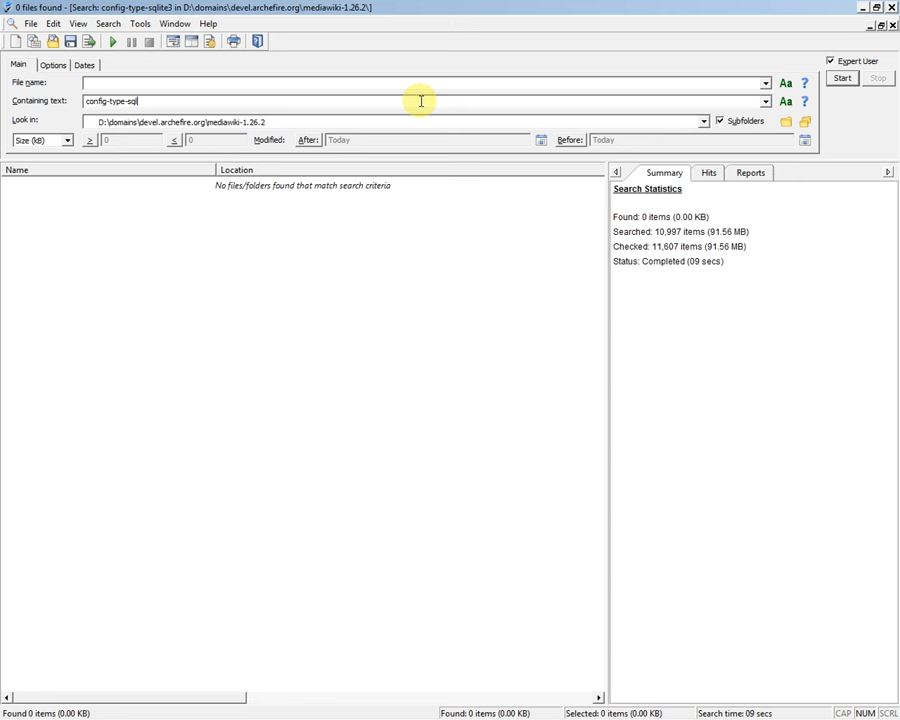 0 files found - [Search: config-type-sqlite3 in D:\domains\devel.archefire.org\mediawiki-1.26.2\]
File Edit View Search Tools Window Help
Main Options Dates
Expert User
File name: Aa ? Start Stop
Containing text: config-type-sql Aa ?
Look in: D:\domains\devel.archefire.org\mediawiki-1.26.2 Subfolders
Size (kB) ≥ 0 ≤ 0 Modified: After: Today Before: Today
Name Location Summary Hits Reports
No files/folders found that match search criteria
Search Statistics
Found: 0 items (0.00 KB)
Searched: 10,997 items (91.56 MB)
Checked: 11,607 items (91.56 MB)
Status: Completed (09 secs)
Found 0 items (0.00 KB) Found: 0 items (0.00 KB) Selected: 0 items (0.00 KB) Search time: 09 secs CAP NUM SCRL